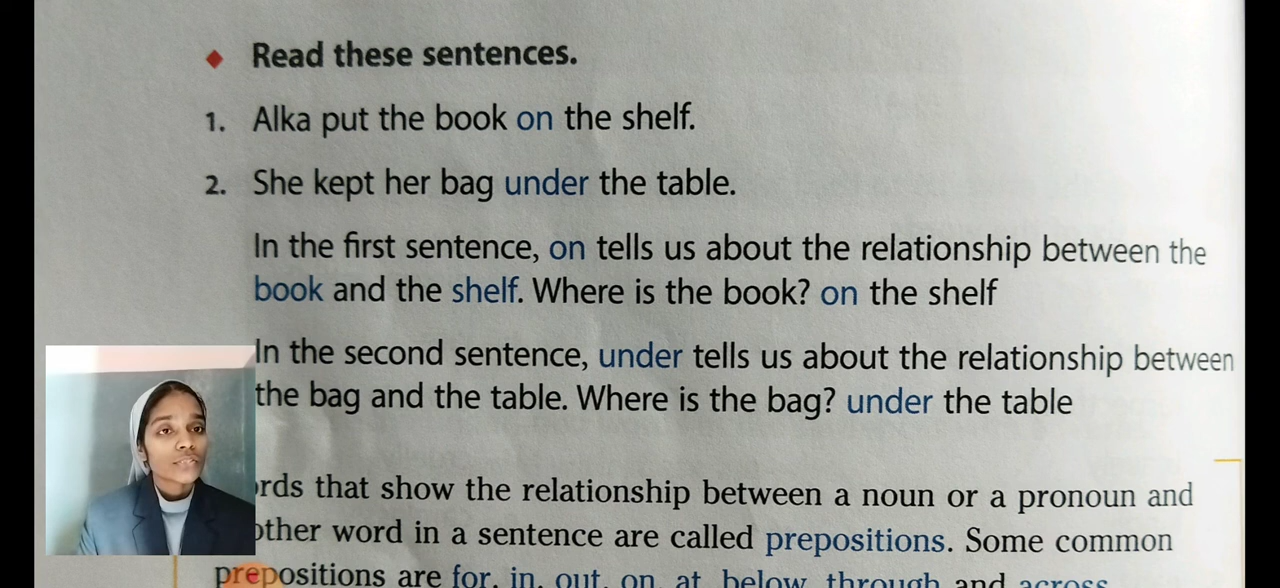 Read these sentences.
1. Alka put the book on the shelf.
2. She kept her bag under the table.
In the first sentence, on tells us about the relationship between the
book and the shelf. Where is the book? on the shelf
In the second sentence, under tells us about the relationship between
the bag and the table. Where is the bag? under the table
rds that show the relationship between a noun or a pronoun and
other word in a sentence are called prepositions. Some common
prepositions are for, in, out, on, at, below, through and across